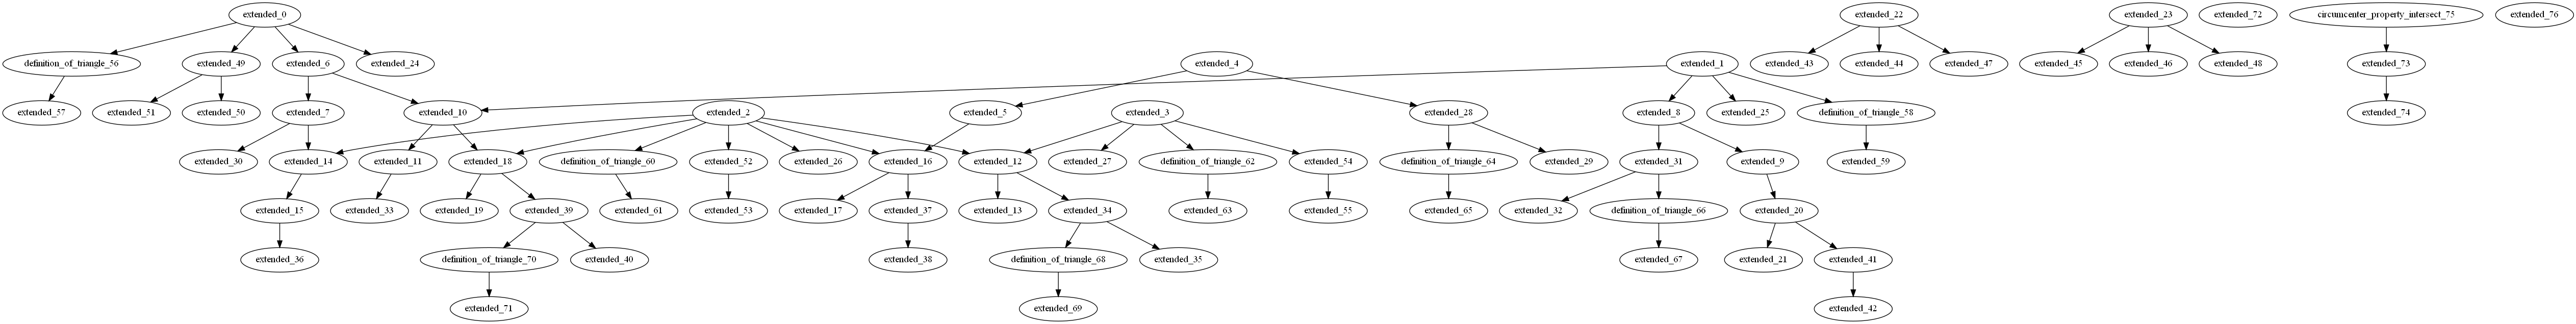 extended_0
extended_22
extended_23
extended_72
circumcenter_property_intersect_75
extended_76
definition_of_triangle_56
extended_49
extended_6
extended_24
extended_4
extended_1
extended_43
extended_44
extended_47
extended_45
extended_46
extended_48
extended_73
extended_57
extended_51
extended_50
extended_7
extended_10
extended_2
extended_5
extended_3
extended_28
extended_8
extended_25
definition_of_triangle_58
extended_74
extended_30
extended_14
extended_11
extended_18
definition_of_triangle_60
extended_52
extended_26
extended_16
extended_12
extended_27
definition_of_triangle_62
extended_54
definition_of_triangle_64
extended_29
extended_31
extended_9
extended_59
extended_15
extended_33
extended_19
extended_39
extended_61
extended_53
extended_17
extended_37
extended_13
extended_34
extended_63
extended_55
extended_65
extended_32
definition_of_triangle_66
extended_20
extended_36
definition_of_triangle_70
extended_40
extended_38
definition_of_triangle_68
extended_35
extended_67
extended_21
extended_41
extended_71
extended_69
extended_42